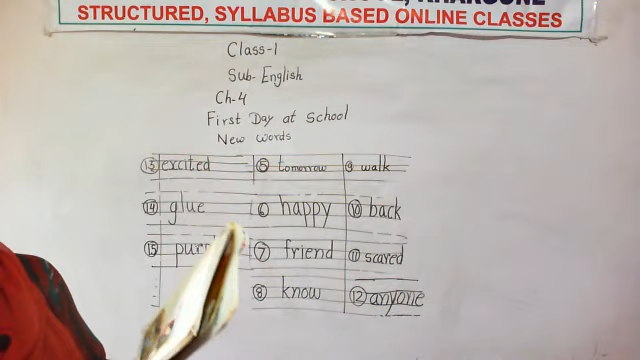 STRUCTURED, SYLLABUS BASED ONLINE CLASSES
Class-1
Sub- English
Ch-4
First Day at School
New words
13 excited 5 tomorrow 9 walk
14 glue 6 happy 10 back
15 7 friend 11 scared
8 know 12 anyone